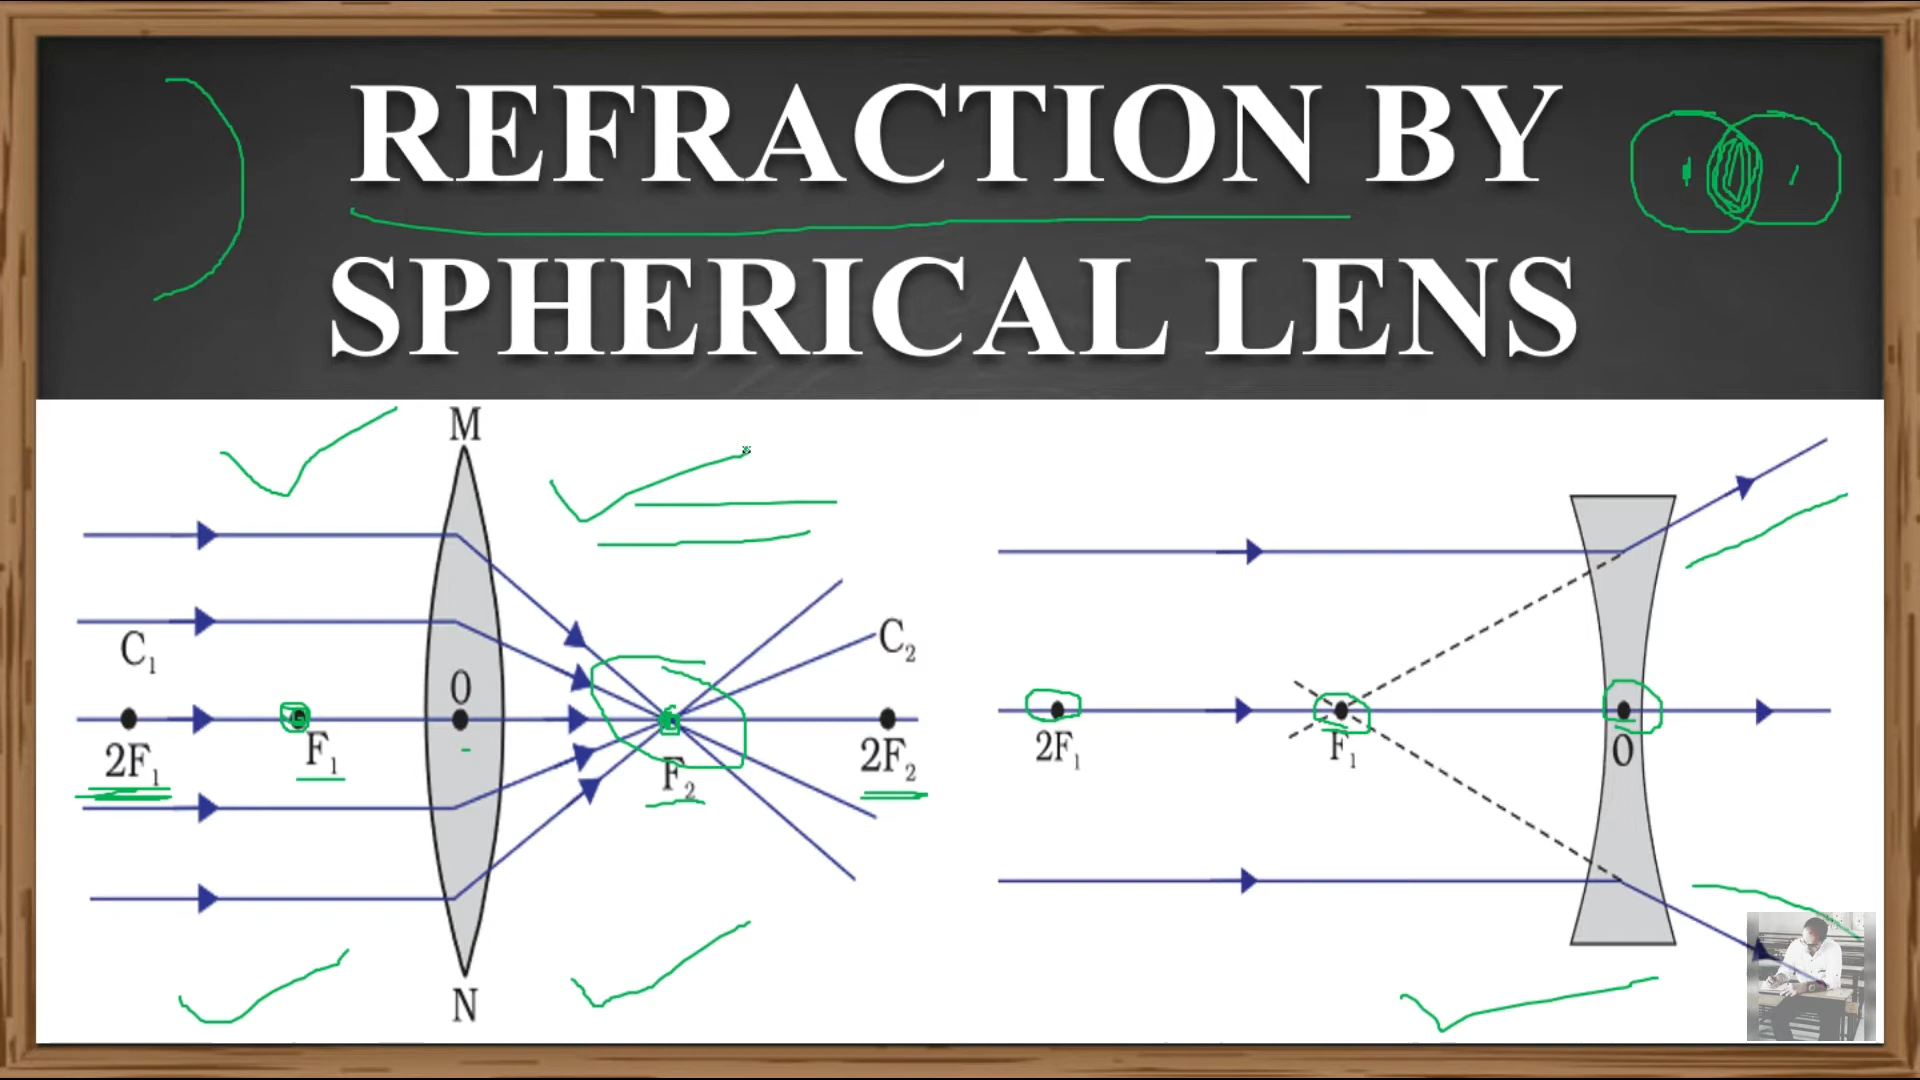 REFRACTION BY
SPHERICAL LENS
M
C₁
O
C₂
2F₁
F₁
F₂
2F₂
N
2F₁
F₁
O